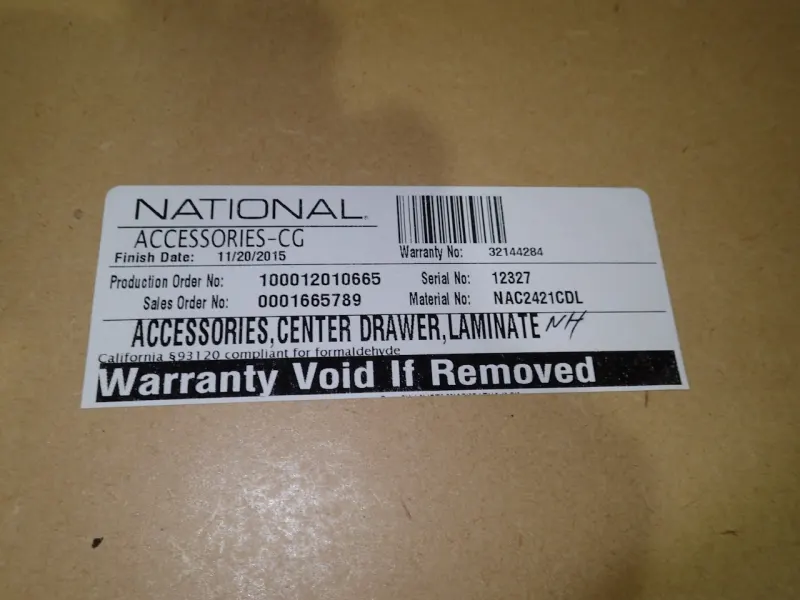 NATIONAL
ACCESSORIES-CG
Finish Date: 11/20/2015
Warranty No: 32144284
Production Order No: 100012010665 Serial No: 12327
Sales Order No: 0001665789 Material No: NAC2421CDL
ACCESSORIES,CENTER DRAWER,LAMINATE NH
California §93120 compliant for formaldehyde
Warranty Void If Removed